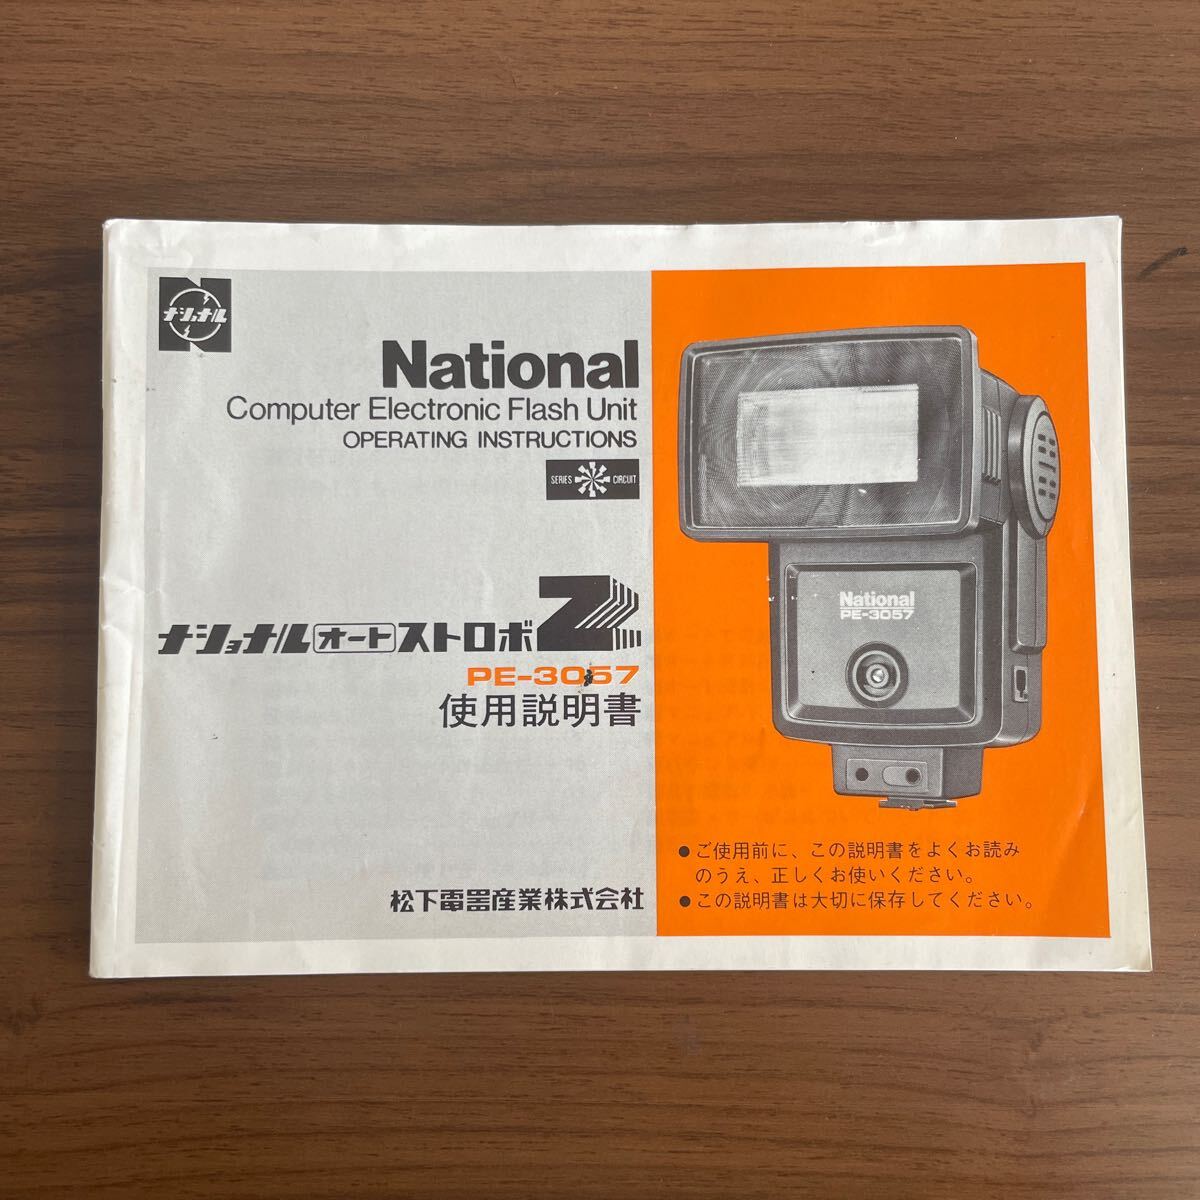 ナショナル
National
Computer Electronic Flash Unit
OPERATING INSTRUCTIONS
SERIES CIRCUIT
ナショナルオートストロボZ
PE-3057
使用説明書
松下電器産業株式会社
National
PE-3057
●ご使用前に、この説明書をよくお読み
のうえ、正しくお使いください。
●この説明書は大切に保存してください。